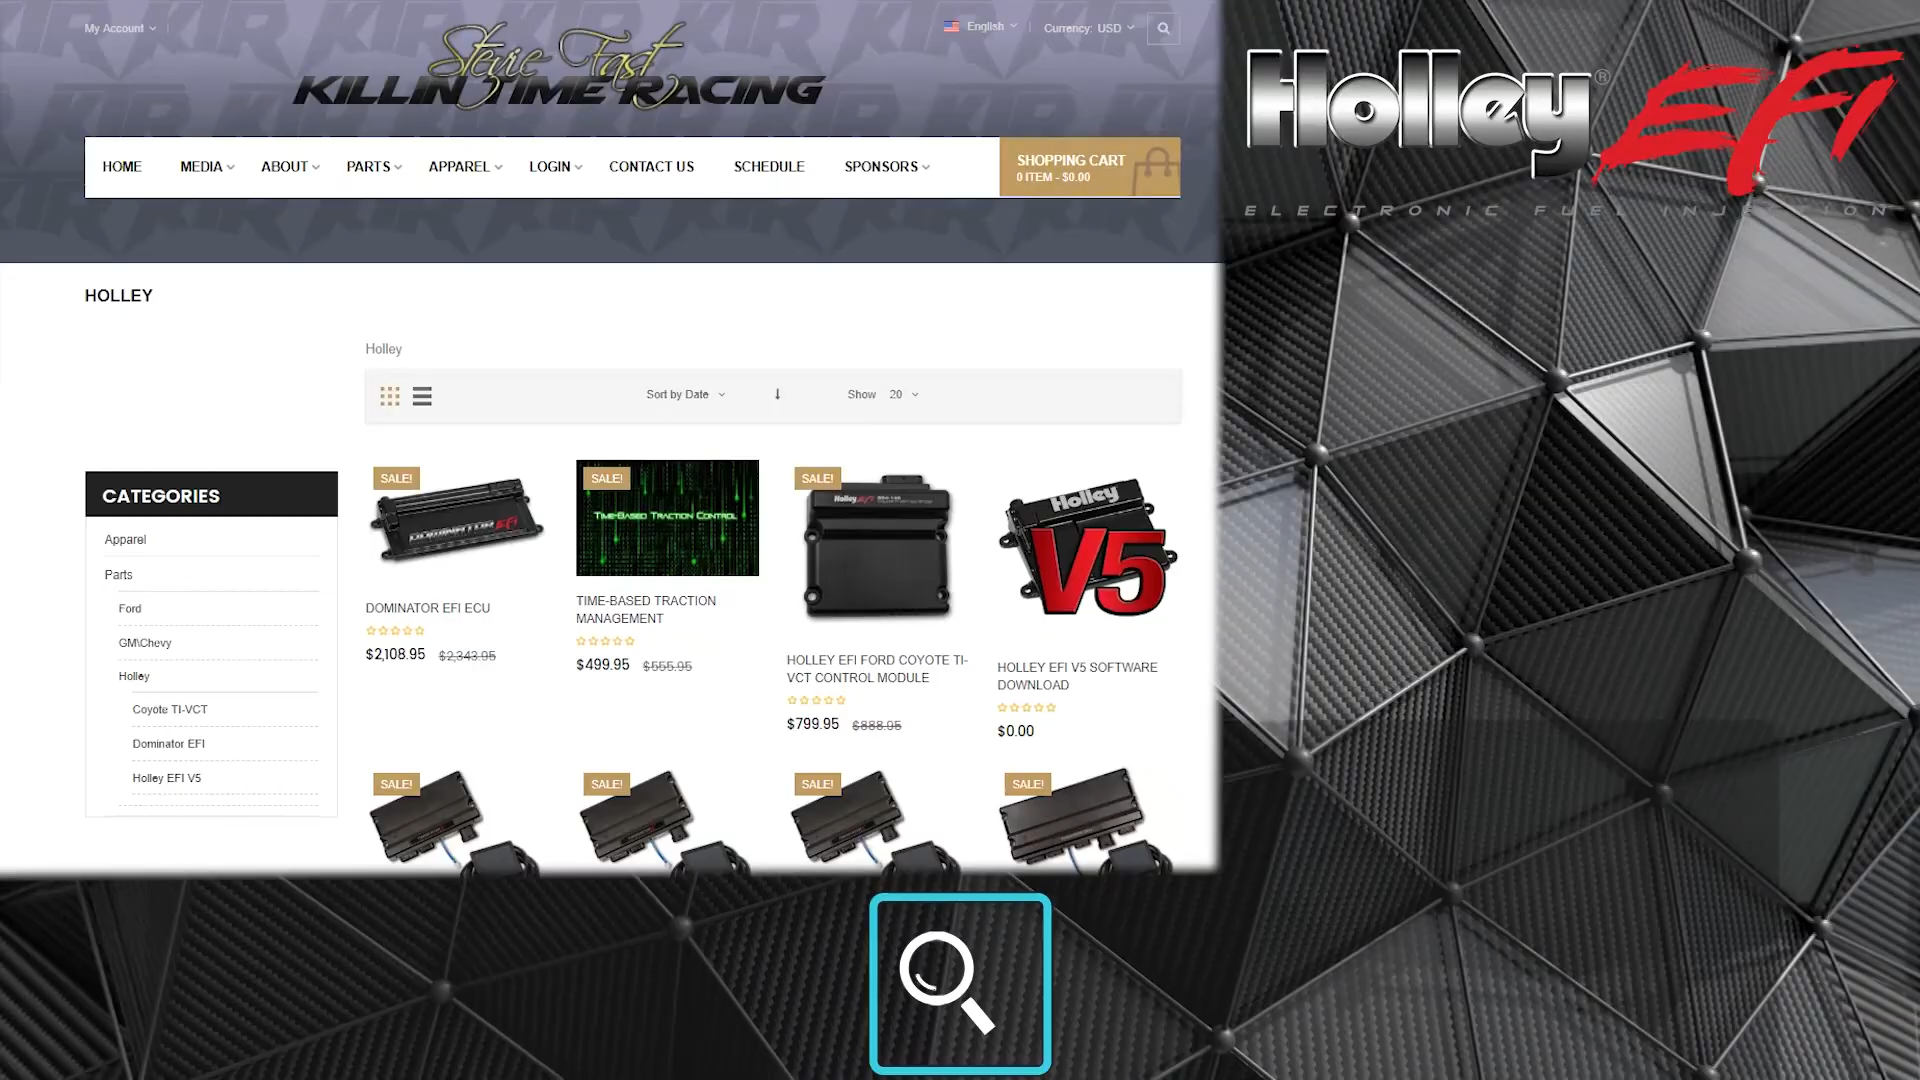 My Account
English
Currency: USD
Stevie Fast
KILLIN TIME RACING
HOME
MEDIA
ABOUT
PARTS
APPAREL
LOGIN
CONTACT US
SCHEDULE
SPONSORS
SHOPPING CART
0 ITEM - $0.00
Holley® EFI
ELECTRONIC FUEL INJECTION
HOLLEY
Holley
Sort by Date
Show 20
CATEGORIES
Apparel
Parts
Ford
GM\Chevy
Holley
Coyote TI-VCT
Dominator EFI
Holley EFI V5
SALE!
DOMINATOR EFI
DOMINATOR EFI ECU
$2,108.95 $2,343.95
SALE!
TIME-BASED TRACTION CONTROL
TIME-BASED TRACTION
MANAGEMENT
$499.95 $555.95
SALE!
Holley EFI
HOLLEY EFI FORD COYOTE TI-
VCT CONTROL MODULE
$799.95 $888.95
Holley
V5
HOLLEY EFI V5 SOFTWARE
DOWNLOAD
$0.00
SALE!
SALE!
SALE!
SALE!